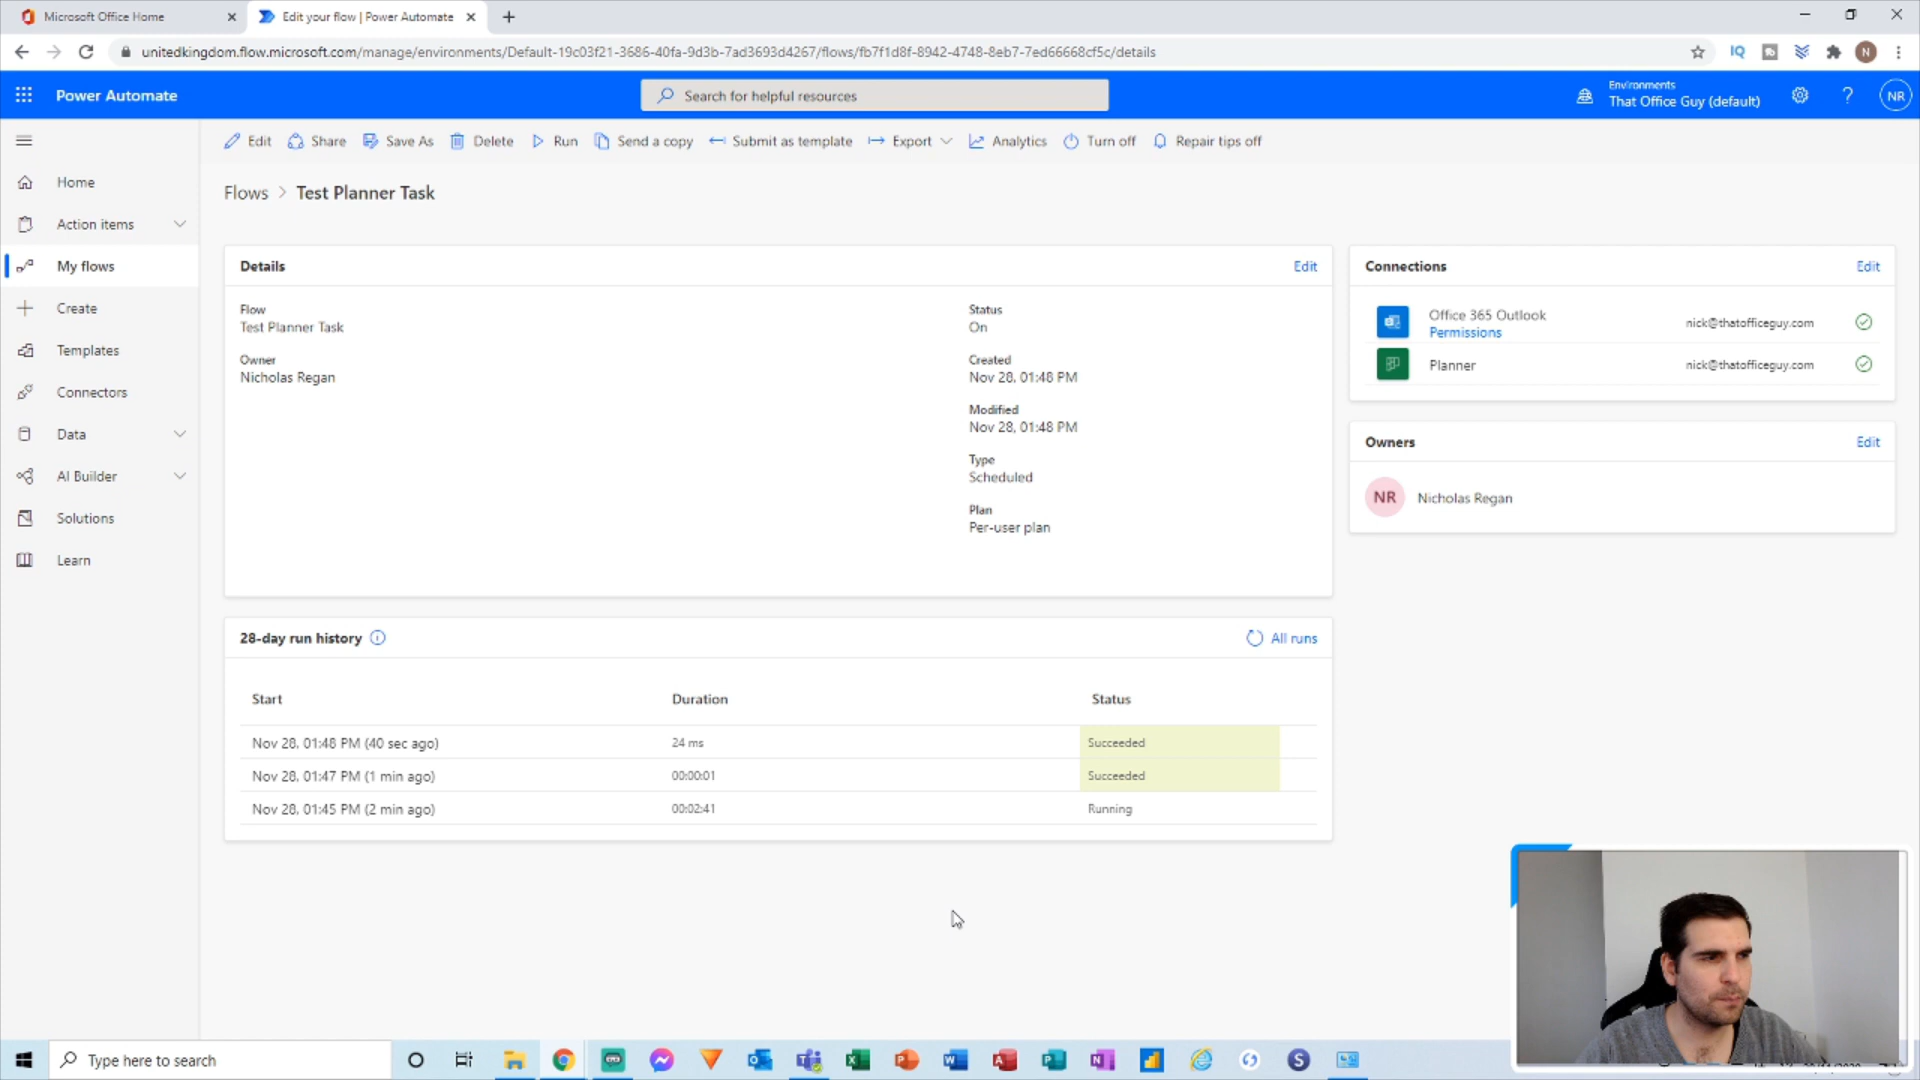 Microsoft Office Home
Edit your flow | Power Automate
unitedkingdom.flow.microsoft.com/manage/environments/Default-19c03f21-3686-40fa-9d3b-7ad3693d4267/flows/fb7f1d8f-8942-4748-8eb7-7ed66668cf5c/details
IQ
N
Power Automate
Search for helpful resources
Environments
That Office Guy (default)
?
NR
Edit
Share
Save As
Delete
Run
Send a copy
Submit as template
Export
Analytics
Turn off
Repair tips off
Home
Action items
My flows
Create
Templates
Connectors
Data
AI Builder
Solutions
Learn
Flows > Test Planner Task
Details
Edit
Flow
Test Planner Task
Owner
Nicholas Regan
Status
On
Created
Nov 28, 01:48 PM
Modified
Nov 28, 01:48 PM
Type
Scheduled
Plan
Per-user plan
Connections
Edit
Office 365 Outlook
Permissions
nick@thatofficeguy.com
Planner
nick@thatofficeguy.com
Owners
Edit
NR
Nicholas Regan
28-day run history
All runs
Start Duration Status
Nov 28, 01:48 PM (40 sec ago) 24 ms Succeeded
Nov 28, 01:47 PM (1 min ago) 00:00:01 Succeeded
Nov 28, 01:45 PM (2 min ago) 00:02:41 Running
Type here to search